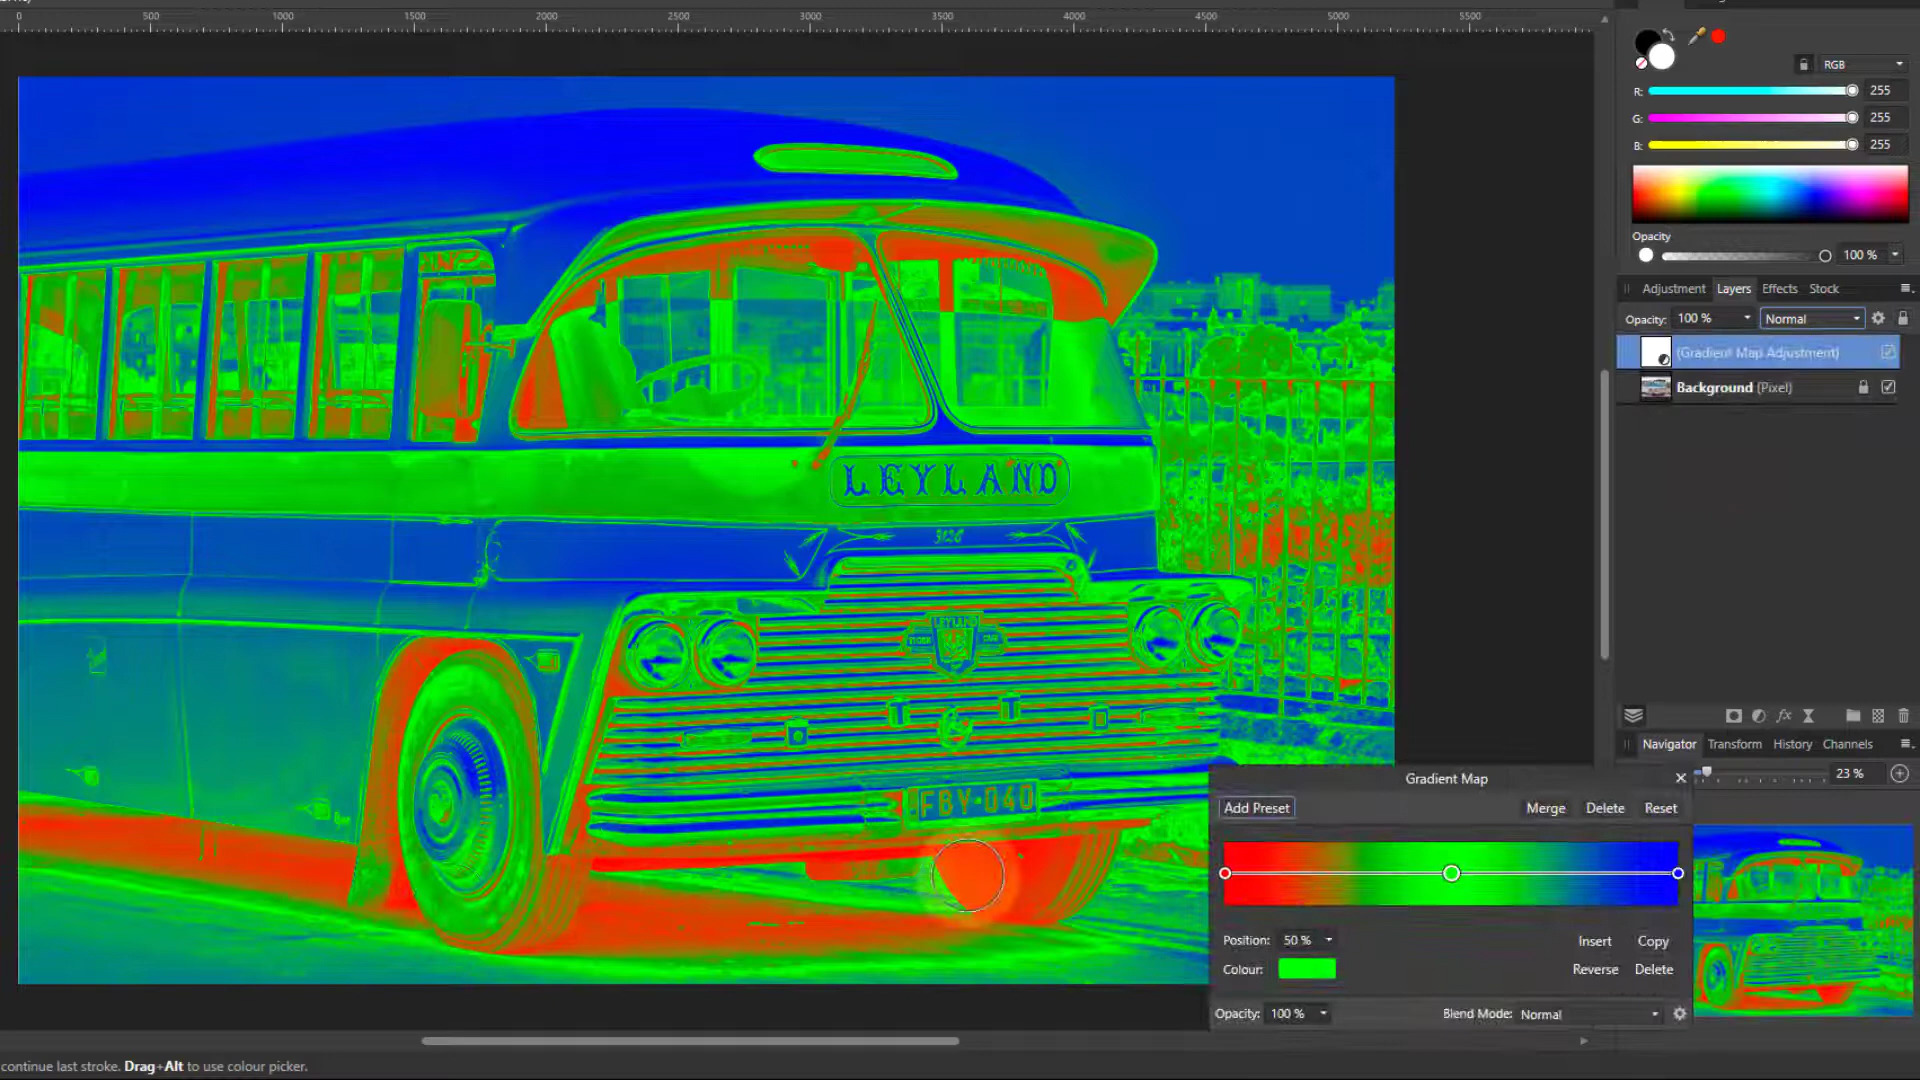 0 500 1000 1500 2000 2500 3000 3500 4000 4500 5000 5500
RGB
R: 255
G: 255
B: 255
Opacity
100 %
Adjustment Layers Effects Stock
Opacity: 100 % Normal
(Gradient Map Adjustment)
Background (Pixel)
LEYLAND
LEYLAND
FBY·040
fx
Navigator Transform History Channels
23 %
Gradient Map
Add Preset Merge Delete Reset
Position: 50 % Insert Copy
Colour: Reverse Delete
Opacity: 100 % Blend Mode: Normal
continue last stroke. Drag+Alt to use colour picker.